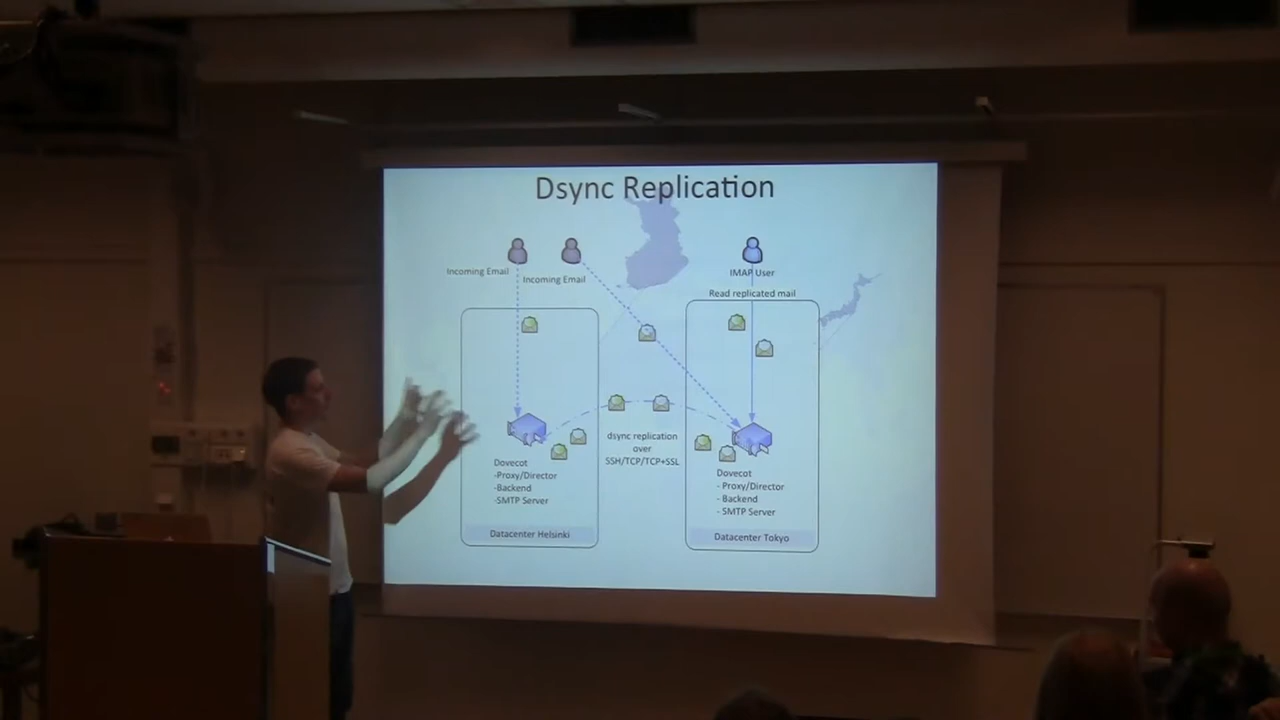 Dsync Replication
Incoming Email
Incoming Email
IMAP User
Read replicated mail
dsync replication
over
SSH/TCP/TCP+SSL
Dovecot
-Proxy/Director
-Backend
-SMTP Server
Datacenter Helsinki
Dovecot
- Proxy/Director
- Backend
- SMTP Server
Datacenter Tokyo